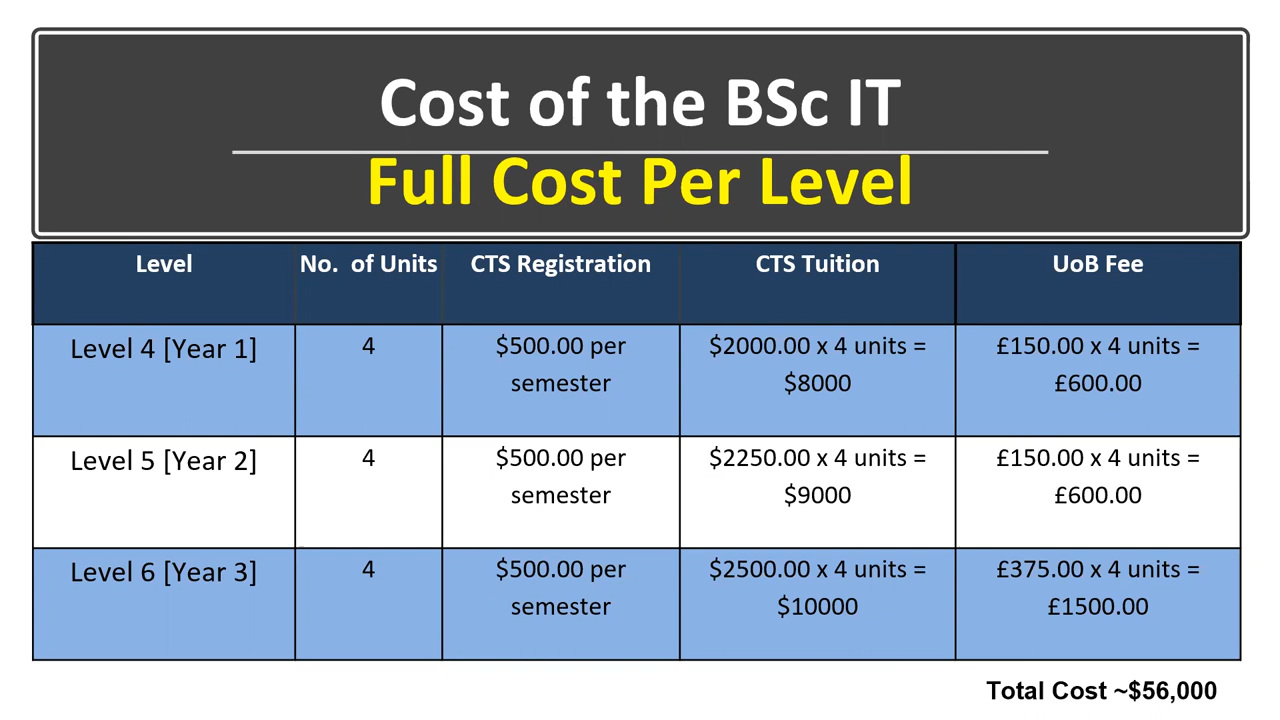 Cost of the BSc IT
Full Cost Per Level
Level No. of Units CTS Registration CTS Tuition UoB Fee
Level 4 [Year 1] 4 $500.00 per semester $2000.00 x 4 units = $8000 £150.00 x 4 units = £600.00
Level 5 [Year 2] 4 $500.00 per semester $2250.00 x 4 units = $9000 £150.00 x 4 units = £600.00
Level 6 [Year 3] 4 $500.00 per semester $2500.00 x 4 units = $10000 £375.00 x 4 units = £1500.00
Total Cost ~$56,000